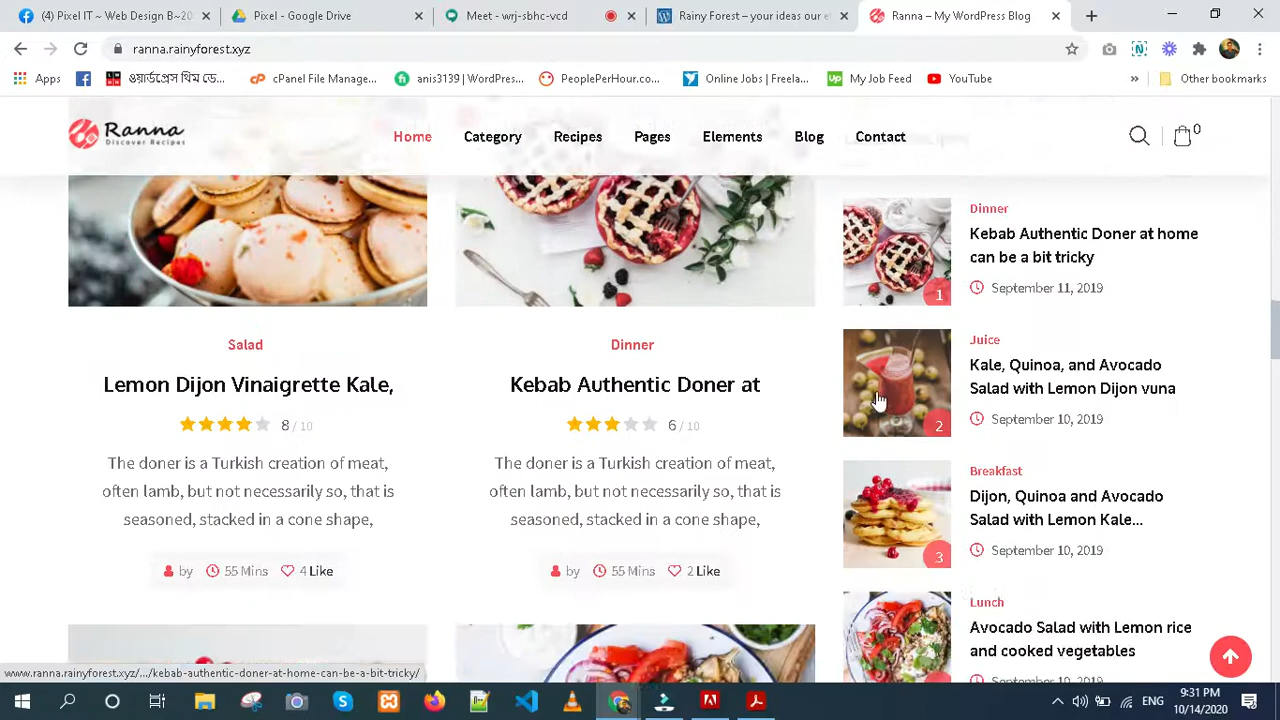 (4) Pixel IT ~ Web Design B~20
Pixel - Google Drive
Meet - wrj-sbhc-vcd
Rainy Forest – your ideas our e
Ranna – My WordPress Blog
ranna.rainyforest.xyz
Apps
ওয়ার্ডপ্রেস থিম ডে...
cPanel File Manage...
anis3139 | WordPres...
PeoplePerHour.co...
Online Jobs | Freela...
My Job Feed
YouTube
Other bookmarks
Ranna
Discover Recipes
Home Category Recipes Pages Elements Blog Contact
0
Salad
Lemon Dijon Vinaigrette Kale,
8 / 10
The doner is a Turkish creation of meat,
often lamb, but not necessarily so, that is
seasoned, stacked in a cone shape,
by 55 Mins 4 Like
Dinner
Kebab Authentic Doner at
6 / 10
The doner is a Turkish creation of meat,
often lamb, but not necessarily so, that is
seasoned, stacked in a cone shape,
by 55 Mins 2 Like
1
Dinner
Kebab Authentic Doner at home
can be a bit tricky
September 11, 2019
2
Juice
Kale, Quinoa, and Avocado
Salad with Lemon Dijon vuna
September 10, 2019
3
Breakfast
Dijon, Quinoa and Avocado
Salad with Lemon Kale...
September 10, 2019
Lunch
Avocado Salad with Lemon rice
and cooked vegetables
September 10, 2019
www.ranna.rainyforest.xyz/.../kebab-authentic-doner-at-home-can-be-a-bit-tricky/
ENG
9:31 PM
10/14/2020